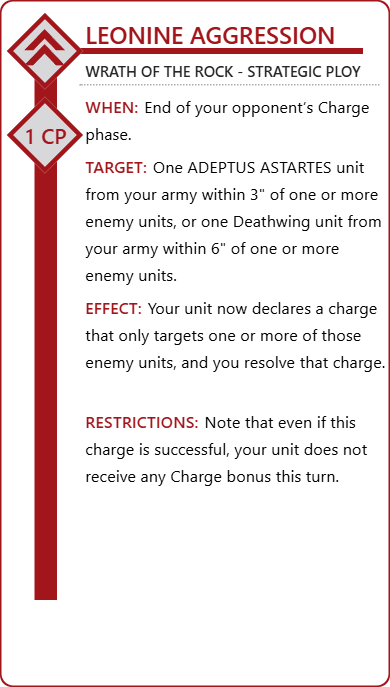 LEONINE AGGRESSION
WRATH OF THE ROCK - STRATEGIC PLOY
1 CP
WHEN: End of your opponent’s Charge
phase.
TARGET: One ADEPTUS ASTARTES unit
from your army within 3" of one or more
enemy units, or one Deathwing unit from
your army within 6" of one or more
enemy units.
EFFECT: Your unit now declares a charge
that only targets one or more of those
enemy units, and you resolve that charge.
RESTRICTIONS: Note that even if this
charge is successful, your unit does not
receive any Charge bonus this turn.